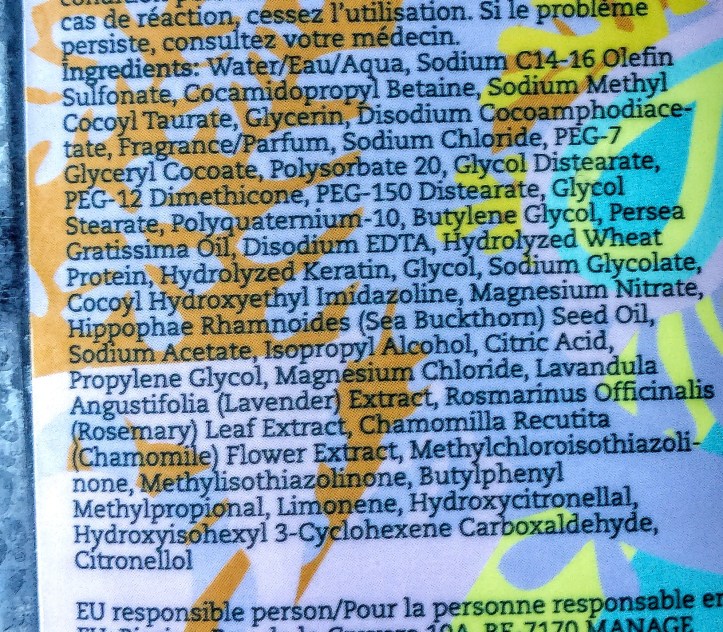 cas de réaction, cessez l'utilisation. Si le problème
persiste, consultez votre médecin.
Ingredients: Water/Eau/Aqua, Sodium C14-16 Olefin
Sulfonate, Cocamidopropyl Betaine, Sodium Methyl
Cocoyl Taurate, Glycerin, Disodium Cocoamphodiace-
tate, Fragrance/Parfum, Sodium Chloride, PEG-7
Glyceryl Cocoate, Polysorbate 20, Glycol Distearate,
PEG-12 Dimethicone, PEG-150 Distearate, Glycol
Stearate, Polyquaternium-10, Butylene Glycol, Persea
Gratissima Oil, Disodium EDTA, Hydrolyzed Wheat
Protein, Hydrolyzed Keratin, Glycol, Sodium Glycolate,
Cocoyl Hydroxyethyl Imidazoline, Magnesium Nitrate,
Hippophae Rhamnoides (Sea Buckthorn) Seed Oil,
Sodium Acetate, Isopropyl Alcohol, Citric Acid,
Propylene Glycol, Magnesium Chloride, Lavandula
Angustifolia (Lavender) Extract, Rosmarinus Officinalis
(Rosemary) Leaf Extract, Chamomilla Recutita
(Chamomile) Flower Extract, Methylchloroisothiazoli-
none, Methylisothiazolinone, Butylphenyl
Methylpropional, Limonene, Hydroxycitronellal,
Hydroxyisohexyl 3-Cyclohexene Carboxaldehyde,
Citronellol
EU responsible person/Pour la personne responsable en
10A, BE-7170 MANAGE